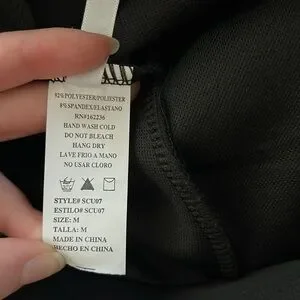 92%POLYESTER/POLIESTER
8%SPANDEX/ELASTANO
RN#162236
HAND WASH COLD
DO NOT BLEACH
HANG DRY
LAVE FRIO A MANO
NO USAR CLORO
STYLE# SCU07
ESTILO# SCU07
SIZE: M
TALLA: M
MADE IN CHINA
HECHO EN CHINA